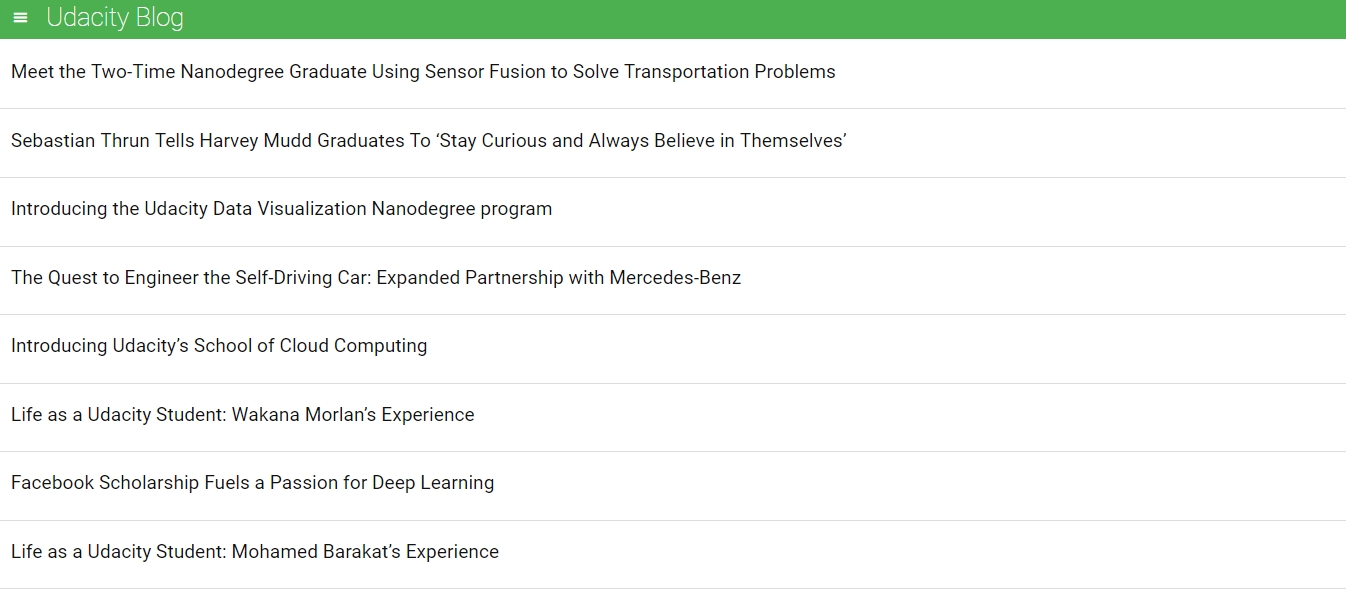 Udacity Blog
Meet the Two-Time Nanodegree Graduate Using Sensor Fusion to Solve Transportation Problems
Sebastian Thrun Tells Harvey Mudd Graduates To ‘Stay Curious and Always Believe in Themselves’
Introducing the Udacity Data Visualization Nanodegree program
The Quest to Engineer the Self-Driving Car: Expanded Partnership with Mercedes-Benz
Introducing Udacity’s School of Cloud Computing
Life as a Udacity Student: Wakana Morlan’s Experience
Facebook Scholarship Fuels a Passion for Deep Learning
Life as a Udacity Student: Mohamed Barakat’s Experience